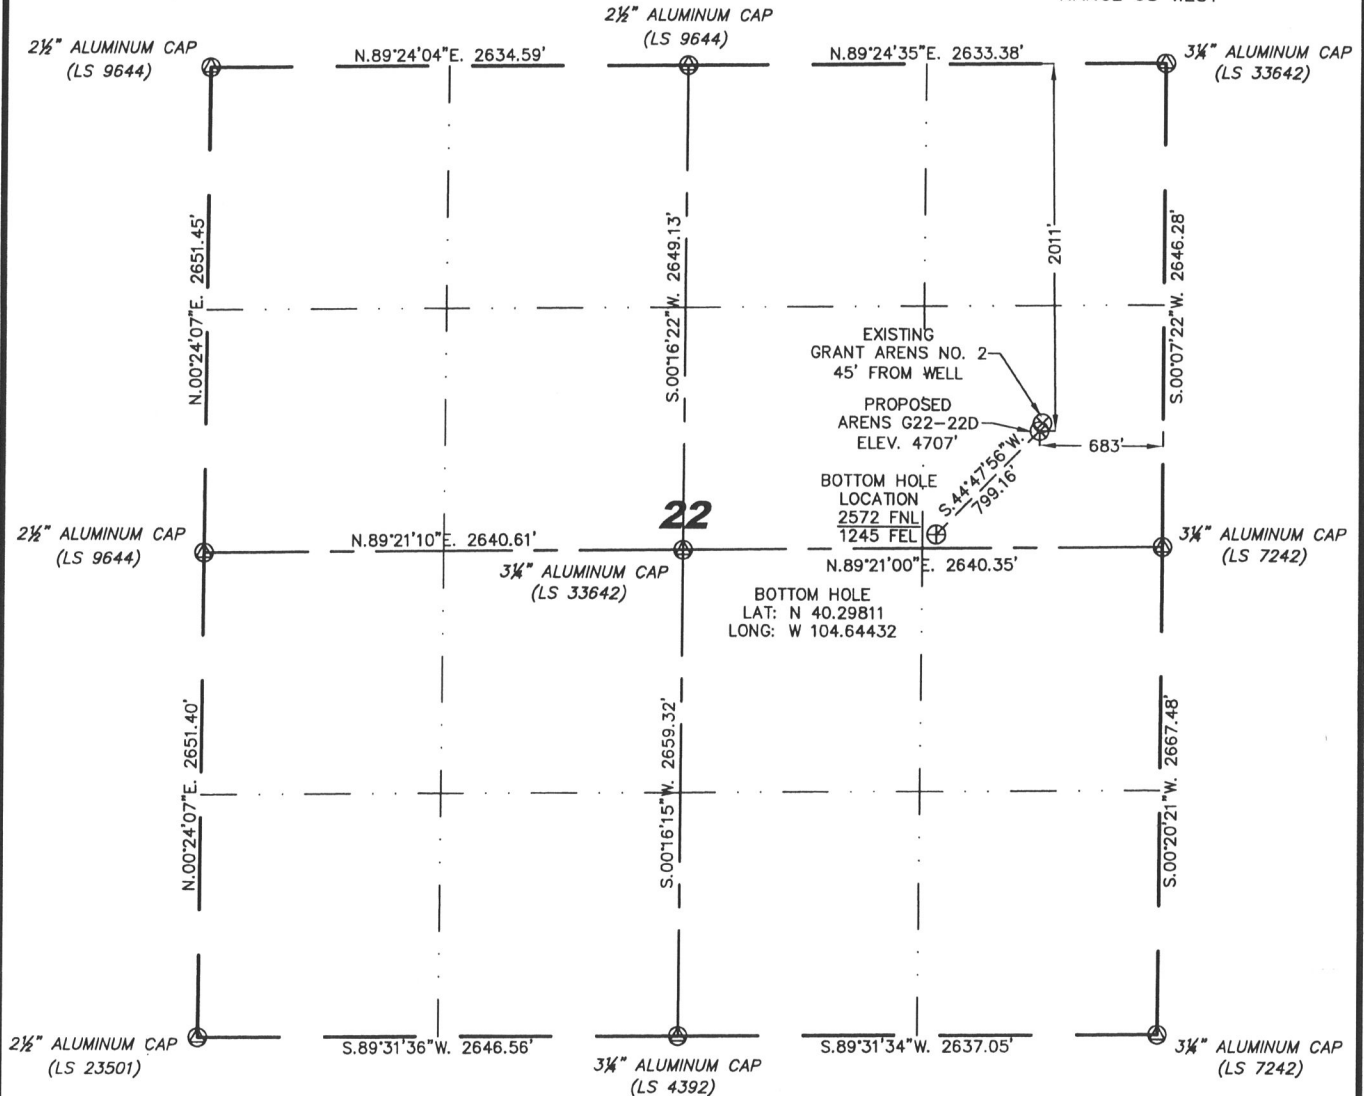 2½" ALUMINUM CAP
(LS 9644)
2½" ALUMINUM CAP
(LS 9644)
3¼" ALUMINUM CAP
(LS 33642)
N.89°24'04"E. 2634.59'
N.89°24'35"E. 2633.38'
N.00°24'07"E. 2651.45'
S.00°16'22"W. 2649.13'
2011'
S.00°07'22"W. 2646.28'
EXISTING
GRANT ARENS NO. 2
45' FROM WELL
PROPOSED
ARENS G22-22D
ELEV. 4707'
683'
S.44°47'56"W.
799.16'
BOTTOM HOLE
LOCATION
2572 FNL
1245 FEL
22
2½" ALUMINUM CAP
(LS 9644)
N.89°21'10"E. 2640.61'
3¼" ALUMINUM CAP
(LS 33642)
N.89°21'00"E. 2640.35'
3¼" ALUMINUM CAP
(LS 7242)
BOTTOM HOLE
LAT: N 40.29811
LONG: W 104.64432
N.00°24'07"E. 2651.40'
S.00°16'15"W. 2659.32'
S.00°20'21"W. 2667.48'
2½" ALUMINUM CAP
(LS 23501)
S.89°31'36"W. 2646.56'
3¼" ALUMINUM CAP
(LS 4392)
S.89°31'34"W. 2637.05'
3¼" ALUMINUM CAP
(LS 7242)